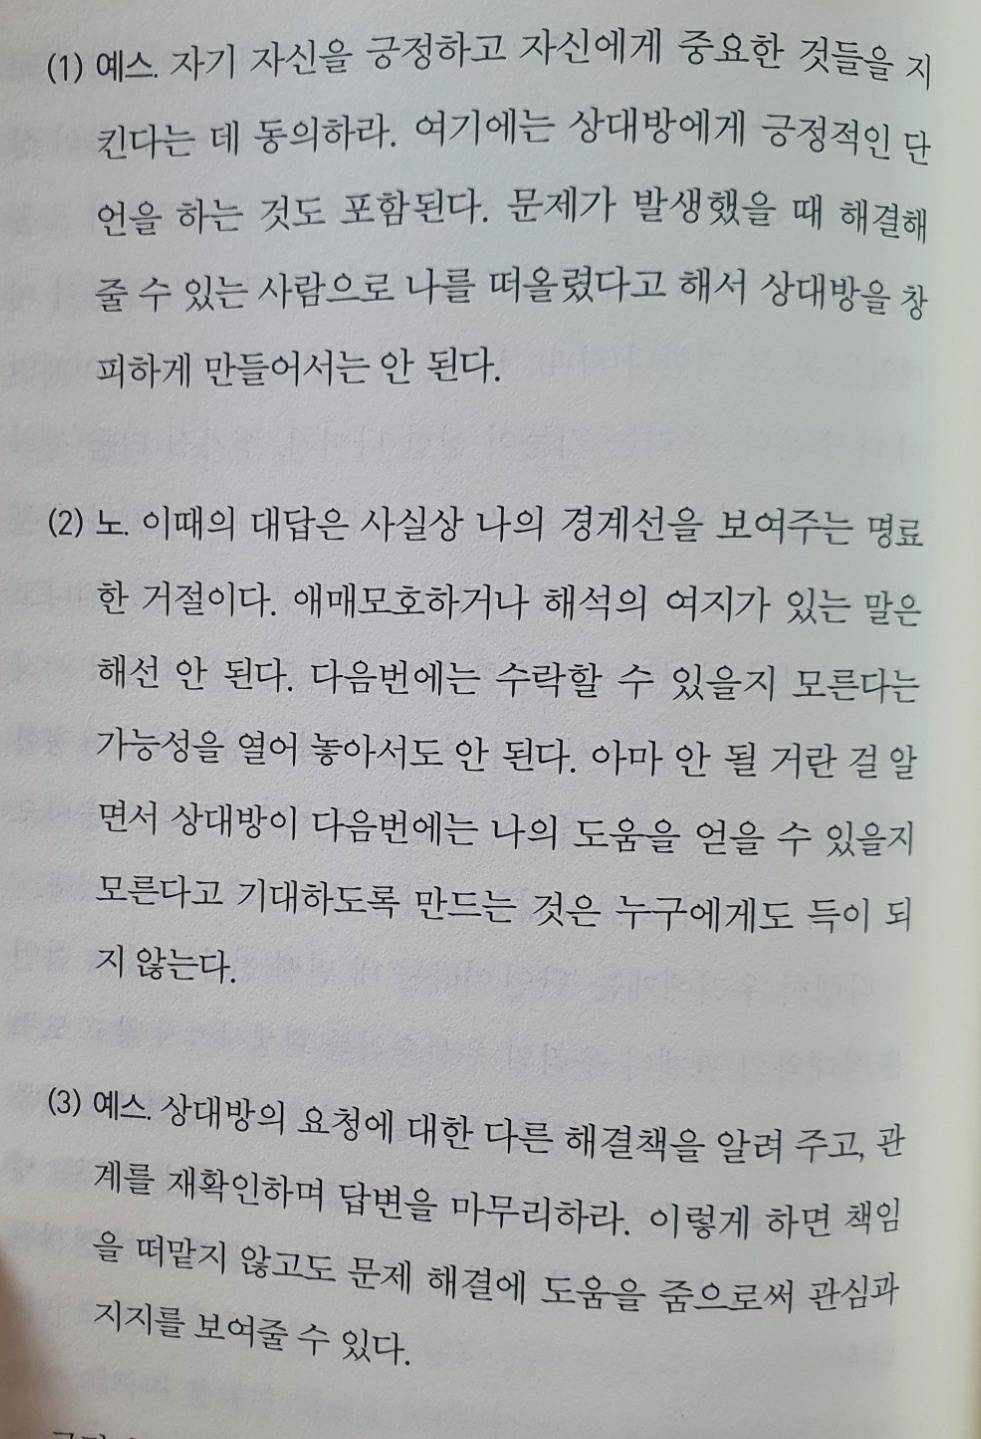 (1) 예스. 자기 자신을 긍정하고 자신에게 중요한 것들을 지
킨다는 데 동의하라. 여기에는 상대방에게 긍정적인 단
언을 하는 것도 포함된다. 문제가 발생했을 때 해결해
줄 수 있는 사람으로 나를 떠올렸다고 해서 상대방을 창
피하게 만들어서는 안 된다.
(2) 노. 이때의 대답은 사실상 나의 경계선을 보여주는 명료
한 거절이다. 애매모호하거나 해석의 여지가 있는 말은
해선 안 된다. 다음번에는 수락할 수 있을지 모른다는
가능성을 열어 놓아서도 안 된다. 아마 안 될 거란 걸 알
면서 상대방이 다음번에는 나의 도움을 얻을 수 있을지
모른다고 기대하도록 만드는 것은 누구에게도 득이 되
지 않는다.
(3) 예스. 상대방의 요청에 대한 다른 해결책을 알려 주고, 관
계를 재확인하며 답변을 마무리하라. 이렇게 하면 책임
을 떠맡지 않고도 문제 해결에 도움을 줌으로써 관심과
지지를 보여줄 수 있다.